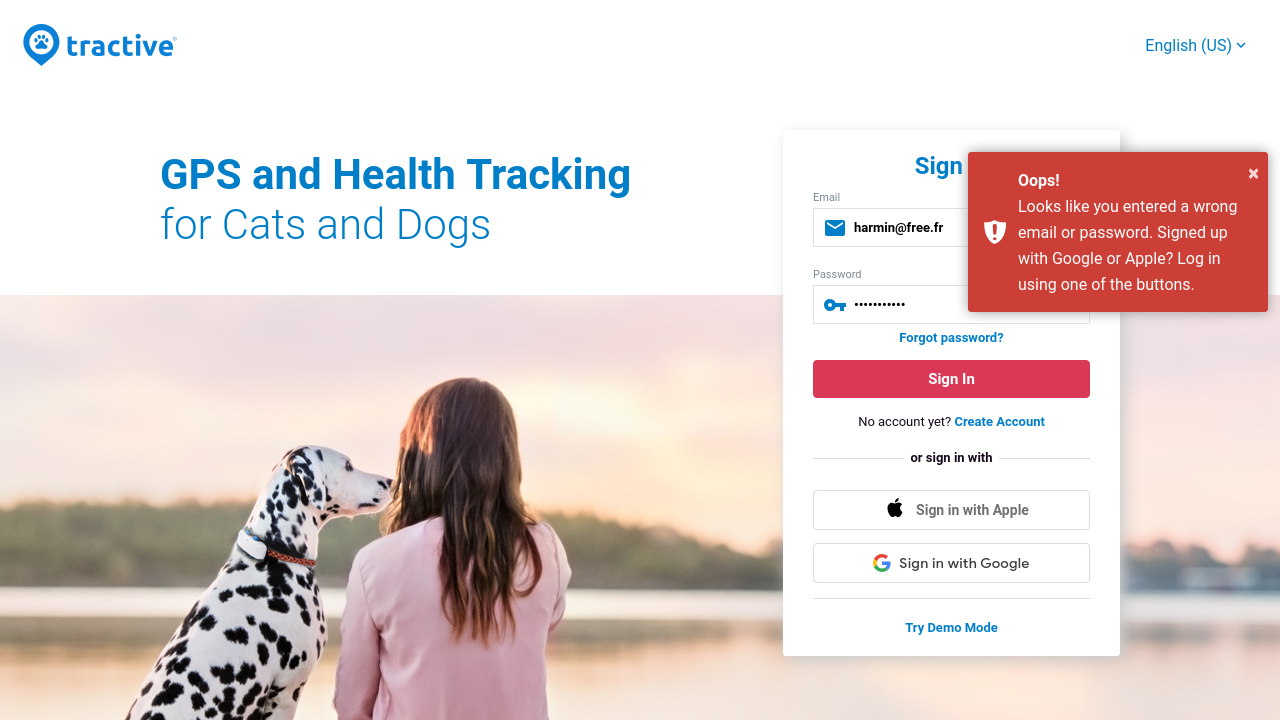 tractive
English (US)
GPS and Health Tracking
for Cats and Dogs
Sign
Email
harmin@free.fr
Password
•••••••••••
Forgot password?
Sign In
No account yet? Create Account
or sign in with
Sign in with Apple
Sign in with Google
Try Demo Mode
×
Oops!
Looks like you entered a wrong
email or password. Signed up
with Google or Apple? Log in
using one of the buttons.